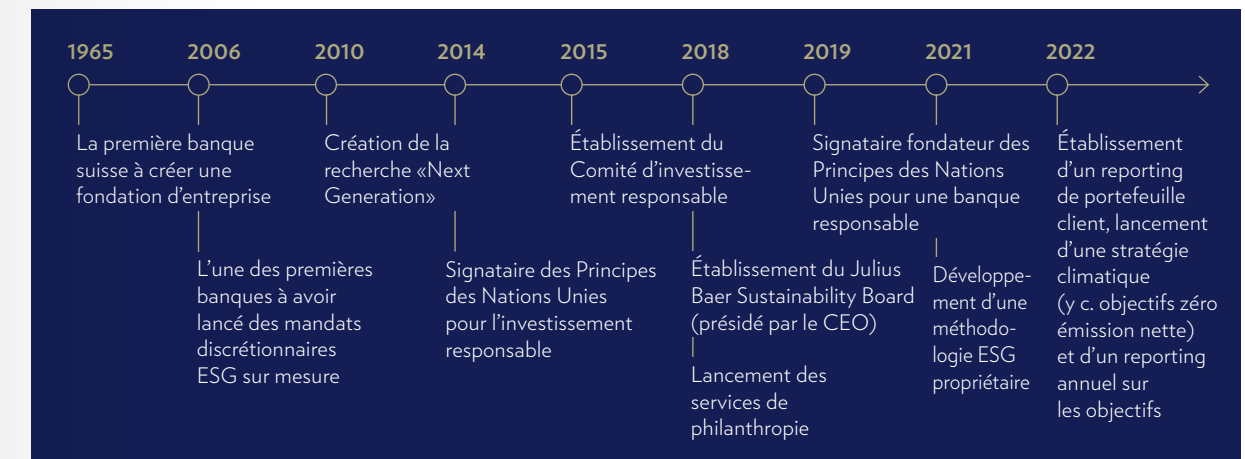 1965 2006 2010 2014 2015 2018 2019 2021 2022
La première banque
suisse à créer une
fondation d'entreprise
L'une des premières
banques à avoir
lancé des mandats
discrétionnaires
ESG sur mesure
Création de la
recherche «Next
Generation»
Signataire des Principes
des Nations Unies
pour l'investissement
responsable
Établissement du
Comité d'investisse-
ment responsable
Établissement du Julius
Baer Sustainability Board
(présidé par le CEO)
Lancement des
services de
philanthropie
Signataire fondateur des
Principes des Nations
Unies pour une banque
responsable
Développe-
ment d'une
méthodo-
logie ESG
propriétaire
Établissement
d'un reporting
de portefeuille
client, lancement
d'une stratégie
climatique
(y c. objectifs zéro
émission nette)
et d'un reporting
annuel sur
les objectifs